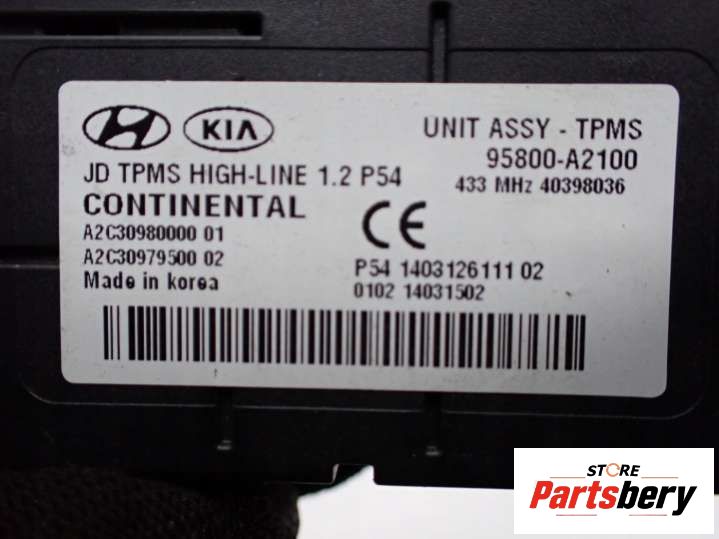 KIA
UNIT ASSY - TPMS
95800-A2100
JD TPMS HIGH-LINE 1.2 P54
433 MHz 40398036
CONTINENTAL
CE
A2C30980000 01
A2C30979500 02
P54 1403126111 02
Made in korea
0102 14031502
STORE
Partsbery